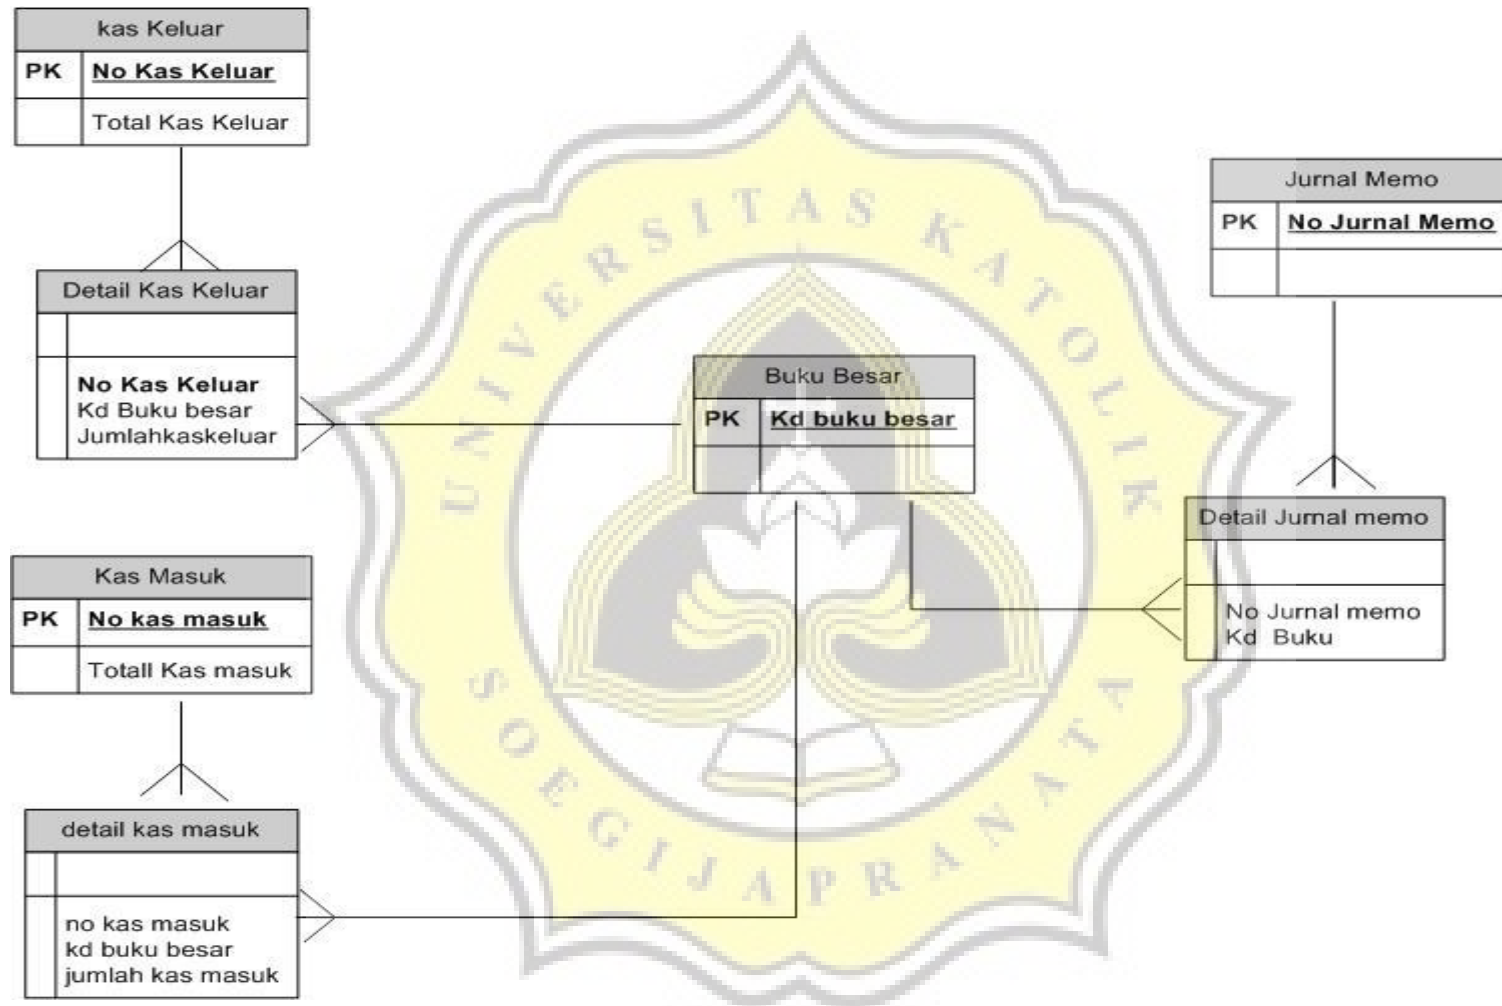 kas Keluar
PK No Kas Keluar
Total Kas Keluar
Detail Kas Keluar
No Kas Keluar
Kd Buku besar
Jumlahkaskeluar
Kas Masuk
PK No kas masuk
Totall Kas masuk
detail kas masuk
no kas masuk
kd buku besar
jumlah kas masuk
Buku Besar
PK Kd buku besar
Jurnal Memo
PK No Jurnal Memo
Detail Jurnal memo
No Jurnal memo
Kd Buku
UNIVERSITAS KATOLIK
SOEGIJAPRANATA